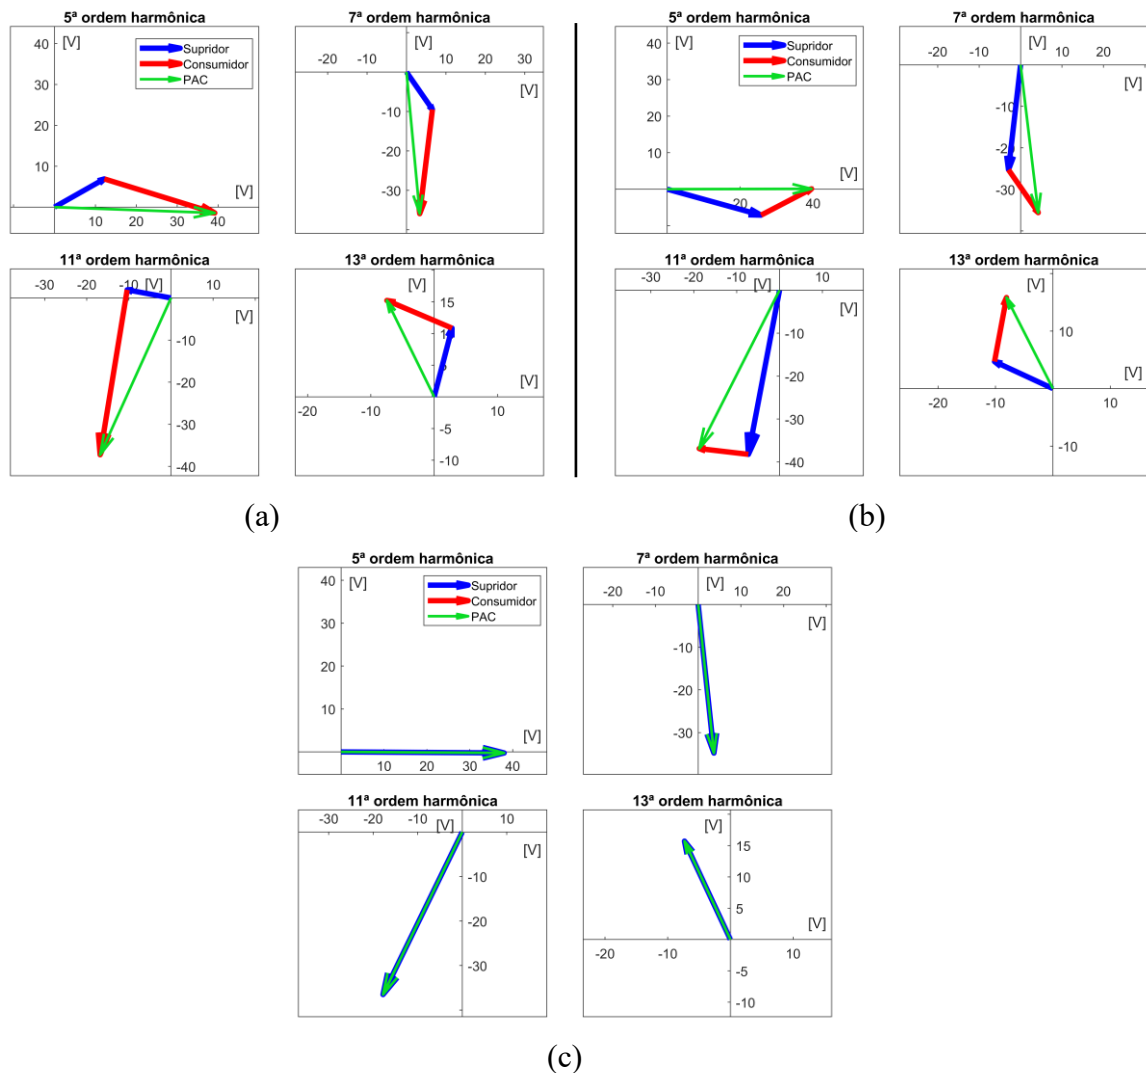 5ª ordem harmônica
[V]
40
30
20
10
10 20 30 40
[V]
Supridor
Consumidor
PAC
7ª ordem harmônica
[V]
-20 -10 10 20 30
[V]
-10
-20
-30
11ª ordem harmônica
-30 -20 -10 [V] 10
[V]
-10
-20
-30
-40
13ª ordem harmônica
[V]
15
10
5
-20 -10 10
[V]
-5
-10
(a)
5ª ordem harmônica
[V]
40
30
20
10
20 40
[V]
Supridor
Consumidor
PAC
7ª ordem harmônica
-20 -10 [V] 10 20
[V]
-10
-20
-30
11ª ordem harmônica
-30 -20 -10 [V] 10
[V]
-10
-20
-30
-40
13ª ordem harmônica
[V]
10
-20 -10 10
[V]
-10
(b)
5ª ordem harmônica
[V]
40
30
20
10
10 20 30 40
[V]
Supridor
Consumidor
PAC
7ª ordem harmônica
-20 -10 [V] 10 20
[V]
-10
-20
-30
11ª ordem harmônica
-30 -20 -10 [V] 10
[V]
-10
-20
-30
13ª ordem harmônica
[V]
15
10
5
-20 -10 10
[V]
-5
-10
(c)